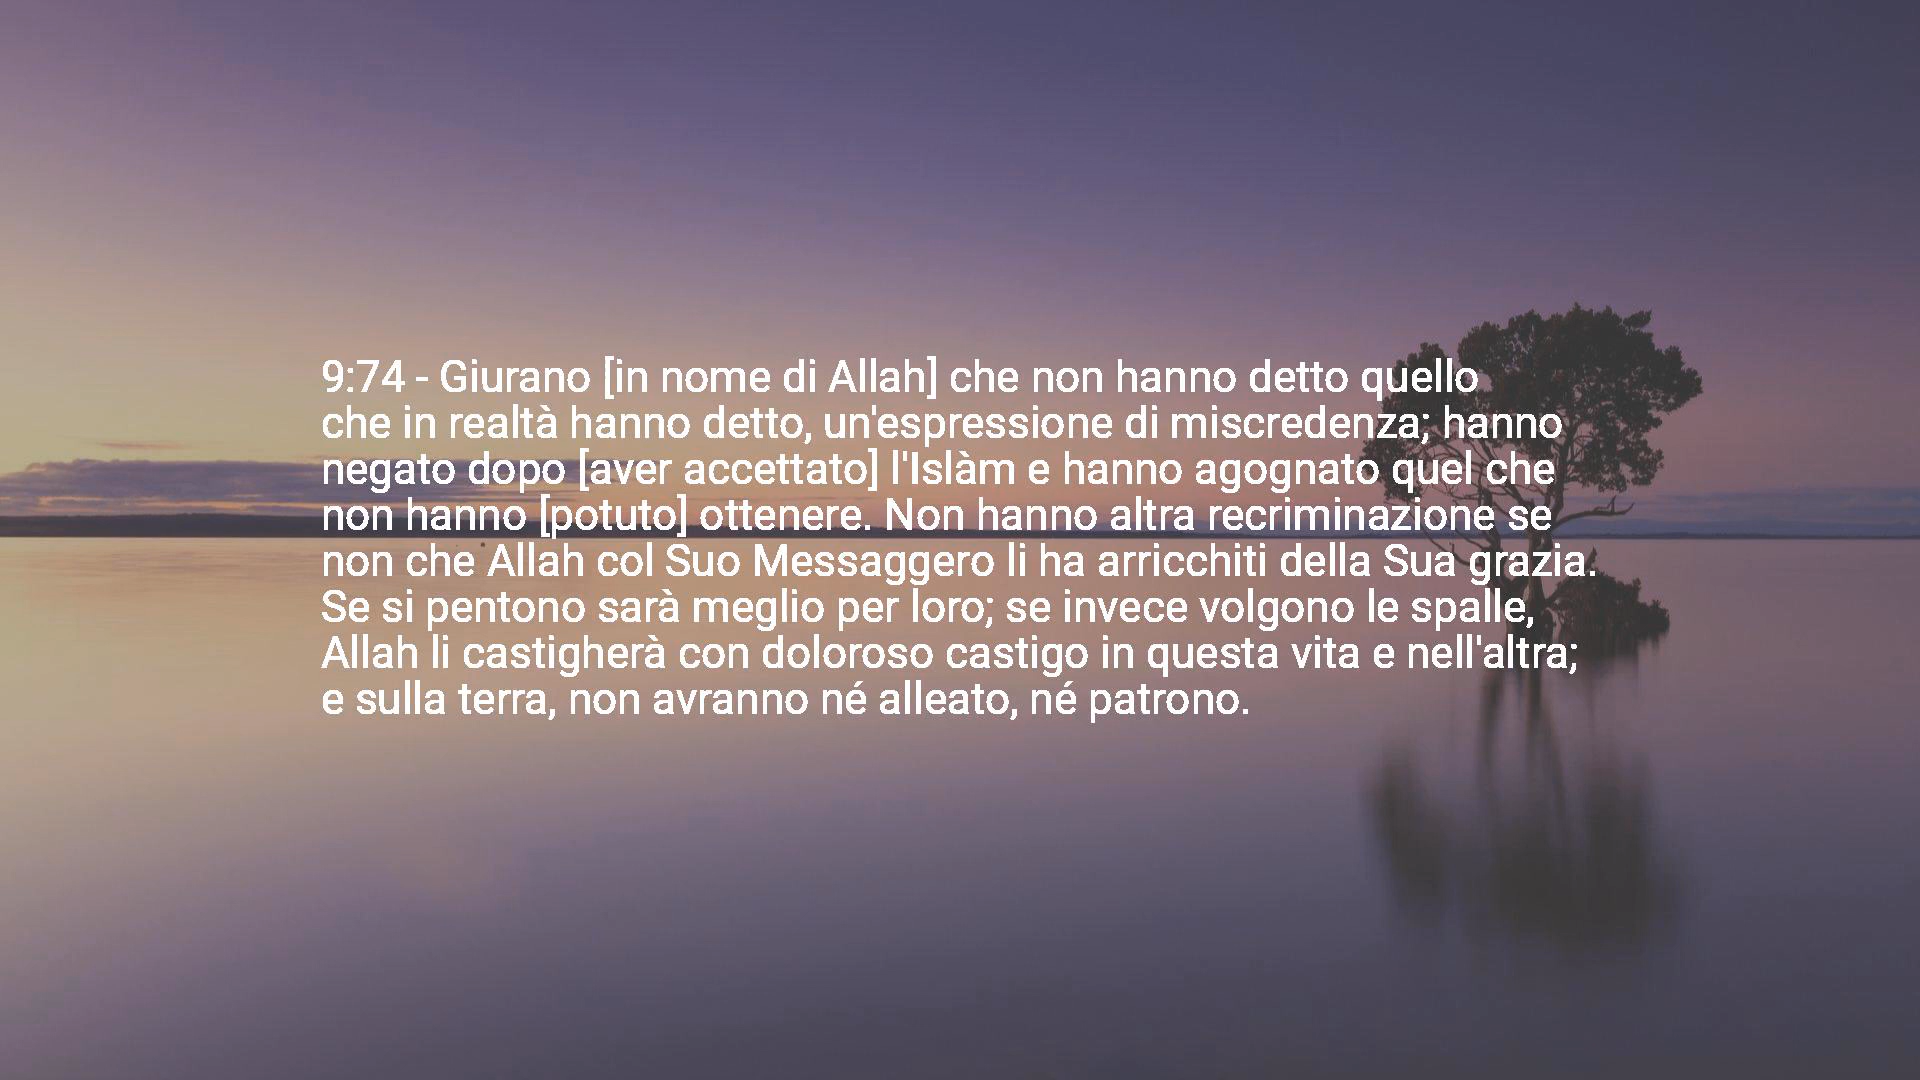 9:74 - Giurano [in nome di Allah] che non hanno detto quello
che in realtà hanno detto, un'espressione di miscredenza; hanno
negato dopo [aver accettato] l'Islàm e hanno agognato quel che
non hanno [potuto] ottenere. Non hanno altra recriminazione se
non che Allah col Suo Messaggero li ha arricchiti della Sua grazia.
Se si pentono sarà meglio per loro; se invece volgono le spalle,
Allah li castigherà con doloroso castigo in questa vita e nell'altra;
e sulla terra, non avranno né alleato, né patrono.